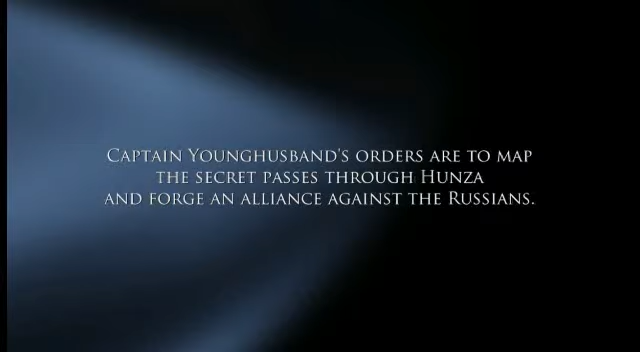 Captain Younghusband's orders are to map
the secret passes through Hunza
and forge an alliance against the Russians.